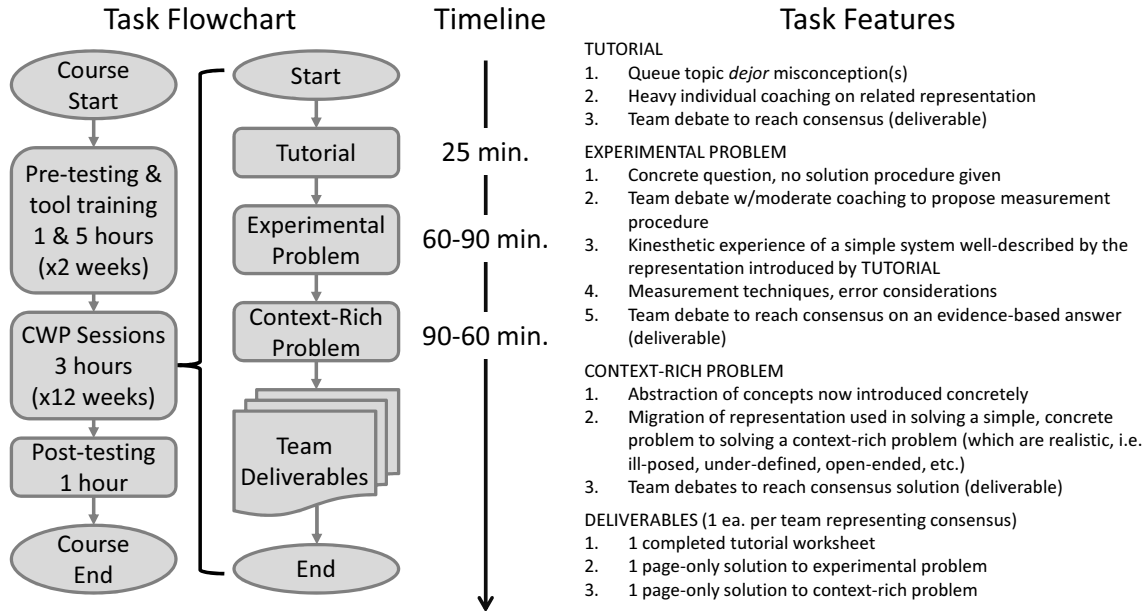 Task Flowchart
Course
Start
Pre-testing &
tool training
1 & 5 hours
(x2 weeks)
CWP Sessions
3 hours
(x12 weeks)
Post-testing
1 hour
Course
End
Start
Tutorial
Experimental
Problem
Context-Rich
Problem
Team
Deliverables
End
Timeline
25 min.
60-90 min.
90-60 min.
Task Features
TUTORIAL
1. Queue topic dejor misconception(s)
2. Heavy individual coaching on related representation
3. Team debate to reach consensus (deliverable)
EXPERIMENTAL PROBLEM
1. Concrete question, no solution procedure given
2. Team debate w/moderate coaching to propose measurement
procedure
3. Kinesthetic experience of a simple system well-described by the
representation introduced by TUTORIAL
4. Measurement techniques, error considerations
5. Team debate to reach consensus on an evidence-based answer
(deliverable)
CONTEXT-RICH PROBLEM
1. Abstraction of concepts now introduced concretely
2. Migration of representation used in solving a simple, concrete
problem to solving a context-rich problem (which are realistic, i.e.
ill-posed, under-defined, open-ended, etc.)
3. Team debates to reach consensus solution (deliverable)
DELIVERABLES (1 ea. per team representing consensus)
1. 1 completed tutorial worksheet
2. 1 page-only solution to experimental problem
3. 1 page-only solution to context-rich problem